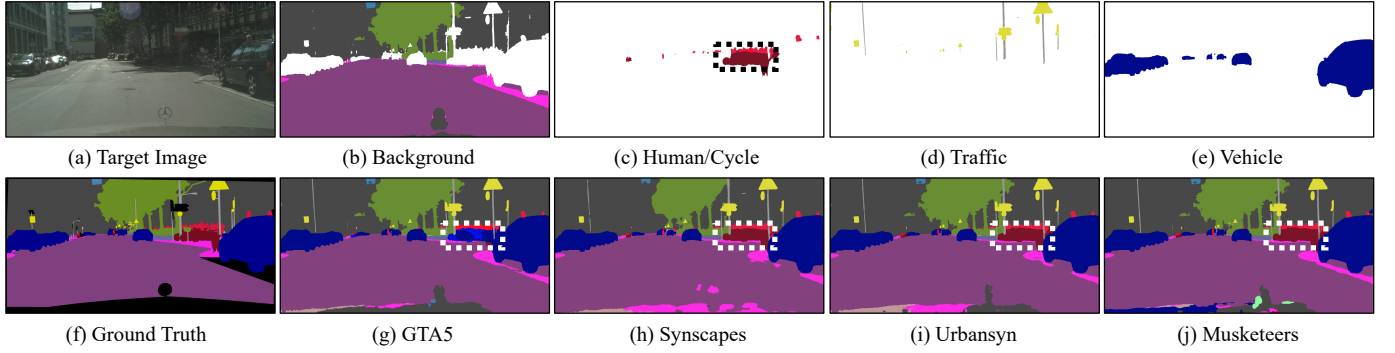 (a) Target Image
(b) Background
(c) Human/Cycle
(d) Traffic
(e) Vehicle
(f) Ground Truth
(g) GTA5
(h) Synscapes
(i) Urbansyn
(j) Musketeers